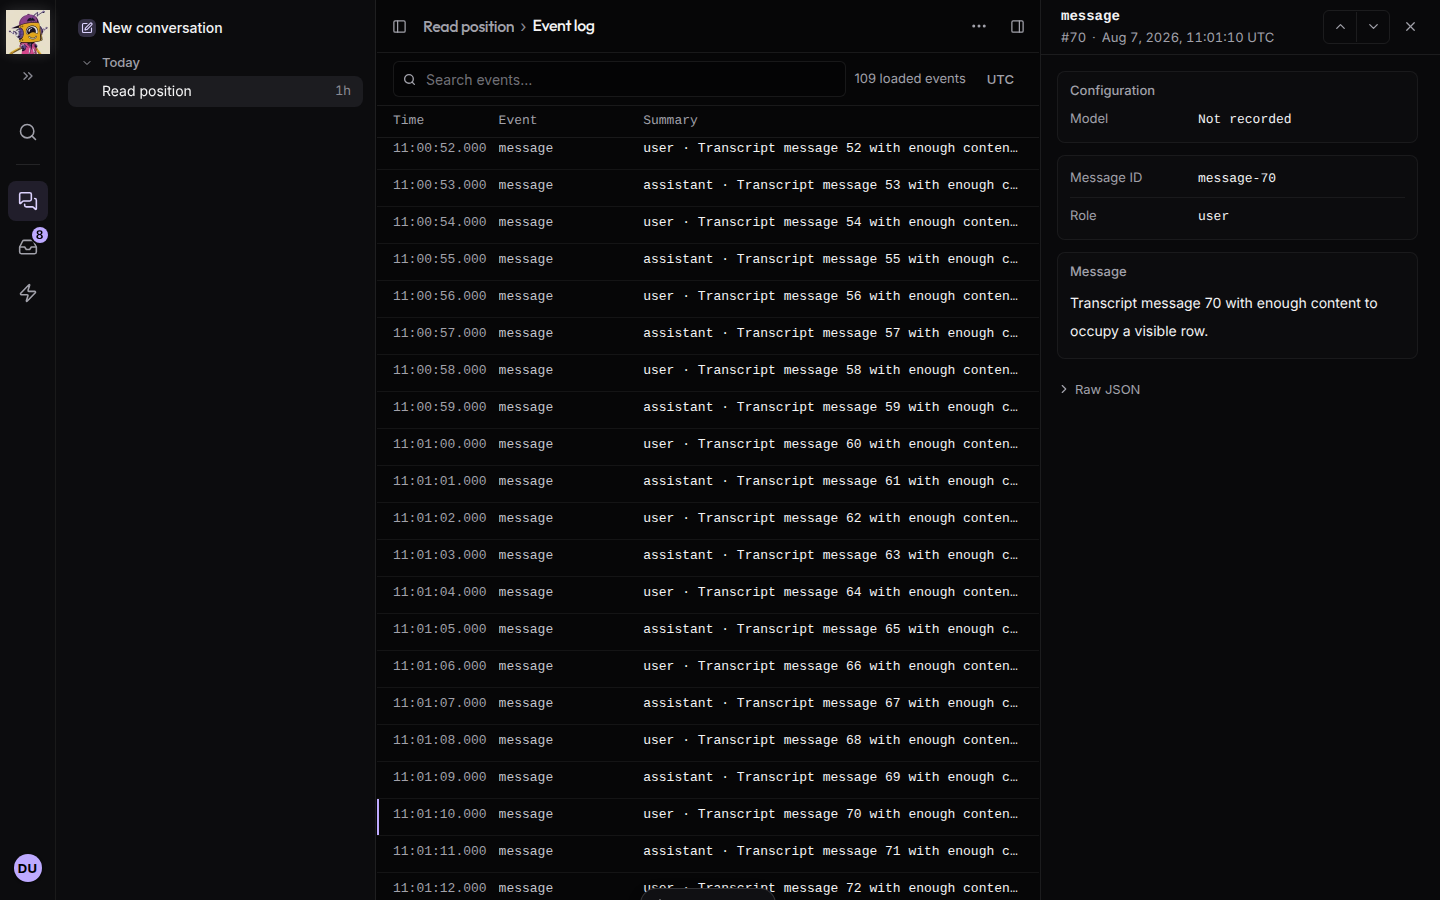 New conversation
Today
Read position 1h
8
DU
Read position › Event log
Search events...
109 loaded events
UTC
Time Event Summary
11:00:52.000 message user · Transcript message 52 with enough conten…
11:00:53.000 message assistant · Transcript message 53 with enough c…
11:00:54.000 message user · Transcript message 54 with enough conten…
11:00:55.000 message assistant · Transcript message 55 with enough c…
11:00:56.000 message user · Transcript message 56 with enough conten…
11:00:57.000 message assistant · Transcript message 57 with enough c…
11:00:58.000 message user · Transcript message 58 with enough conten…
11:00:59.000 message assistant · Transcript message 59 with enough c…
11:01:00.000 message user · Transcript message 60 with enough conten…
11:01:01.000 message assistant · Transcript message 61 with enough c…
11:01:02.000 message user · Transcript message 62 with enough conten…
11:01:03.000 message assistant · Transcript message 63 with enough c…
11:01:04.000 message user · Transcript message 64 with enough conten…
11:01:05.000 message assistant · Transcript message 65 with enough c…
11:01:06.000 message user · Transcript message 66 with enough conten…
11:01:07.000 message assistant · Transcript message 67 with enough c…
11:01:08.000 message user · Transcript message 68 with enough conten…
11:01:09.000 message assistant · Transcript message 69 with enough c…
11:01:10.000 message user · Transcript message 70 with enough conten…
11:01:11.000 message assistant · Transcript message 71 with enough c…
11:01:12.000 message user · Transcript message 72 with enough conten…
message
#70 · Aug 7, 2026, 11:01:10 UTC
Configuration
Model Not recorded
Message ID message-70
Role user
Message
Transcript message 70 with enough content to
occupy a visible row.
Raw JSON